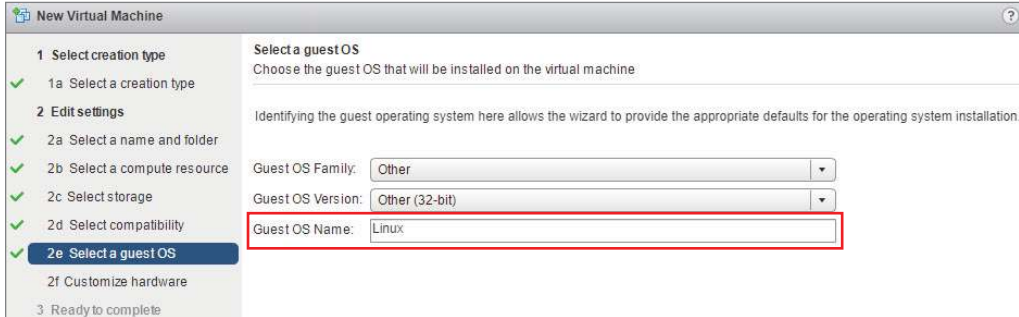 New Virtual Machine
?
1 Select creation type
1a Select a creation type
2 Edit settings
2a Select a name and folder
2b Select a compute resource
2c Select storage
2d Select compatibility
2e Select a guest OS
2f Customize hardware
3 Ready to complete
Select a guest OS
Choose the guest OS that will be installed on the virtual machine
Identifying the guest operating system here allows the wizard to provide the appropriate defaults for the operating system installation.
Guest OS Family: Other
Guest OS Version: Other (32-bit)
Guest OS Name: Linux